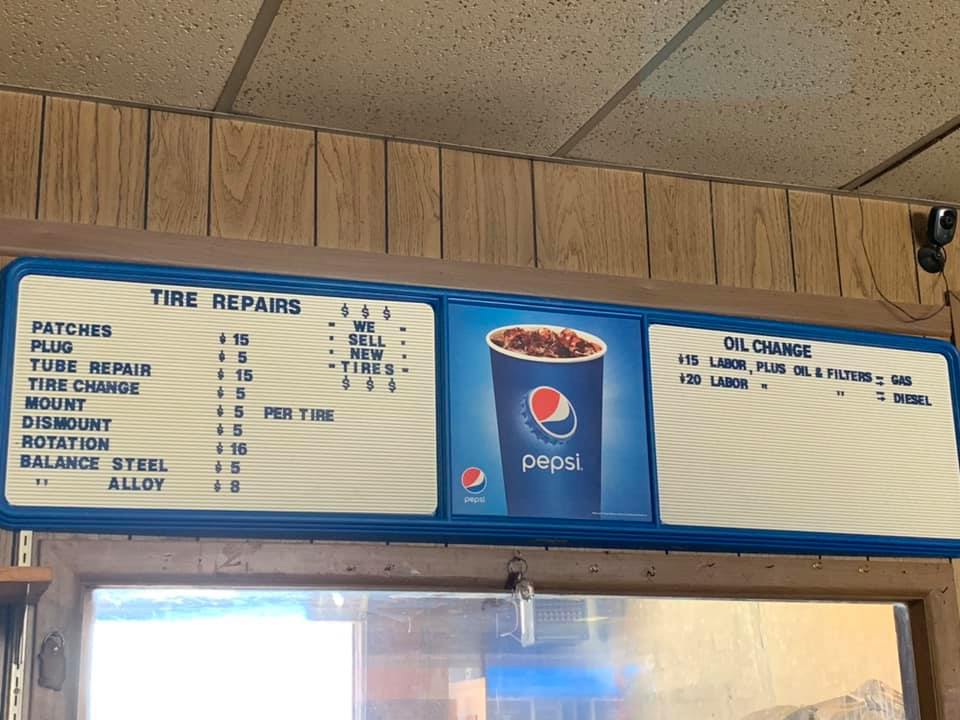 TIRE REPAIRS
PATCHES $ 15
PLUG $ 5
TUBE REPAIR $ 15
TIRE CHANGE $ 5
MOUNT $ 5 PER TIRE
DISMOUNT $ 5
ROTATION $ 16
BALANCE STEEL $ 5
" ALLOY $ 8
$ $ $
- WE -
- SELL -
- NEW -
- TIRES -
$ $ $
pepsi.
pepsi
OIL CHANGE
$15 LABOR, PLUS OIL & FILTERS = GAS
$20 LABOR " " = DIESEL